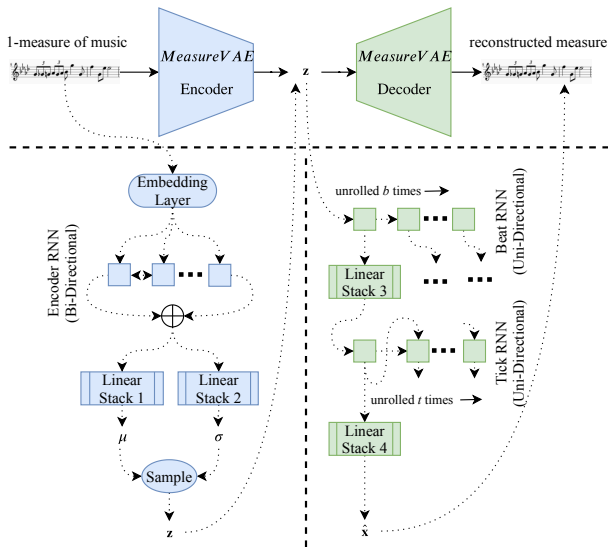 1-measure of music
MeasureVAE
Encoder
z
MeasureVAE
Decoder
reconstructed measure
Embedding
Layer
Encoder RNN
(Bi-Directional)
Linear
Stack 1
Linear
Stack 2
μ
σ
Sample
z
unrolled b times
Beat RNN
(Uni-Directional)
Linear
Stack 3
Tick RNN
(Uni-Directional)
unrolled t times
Linear
Stack 4
x̂